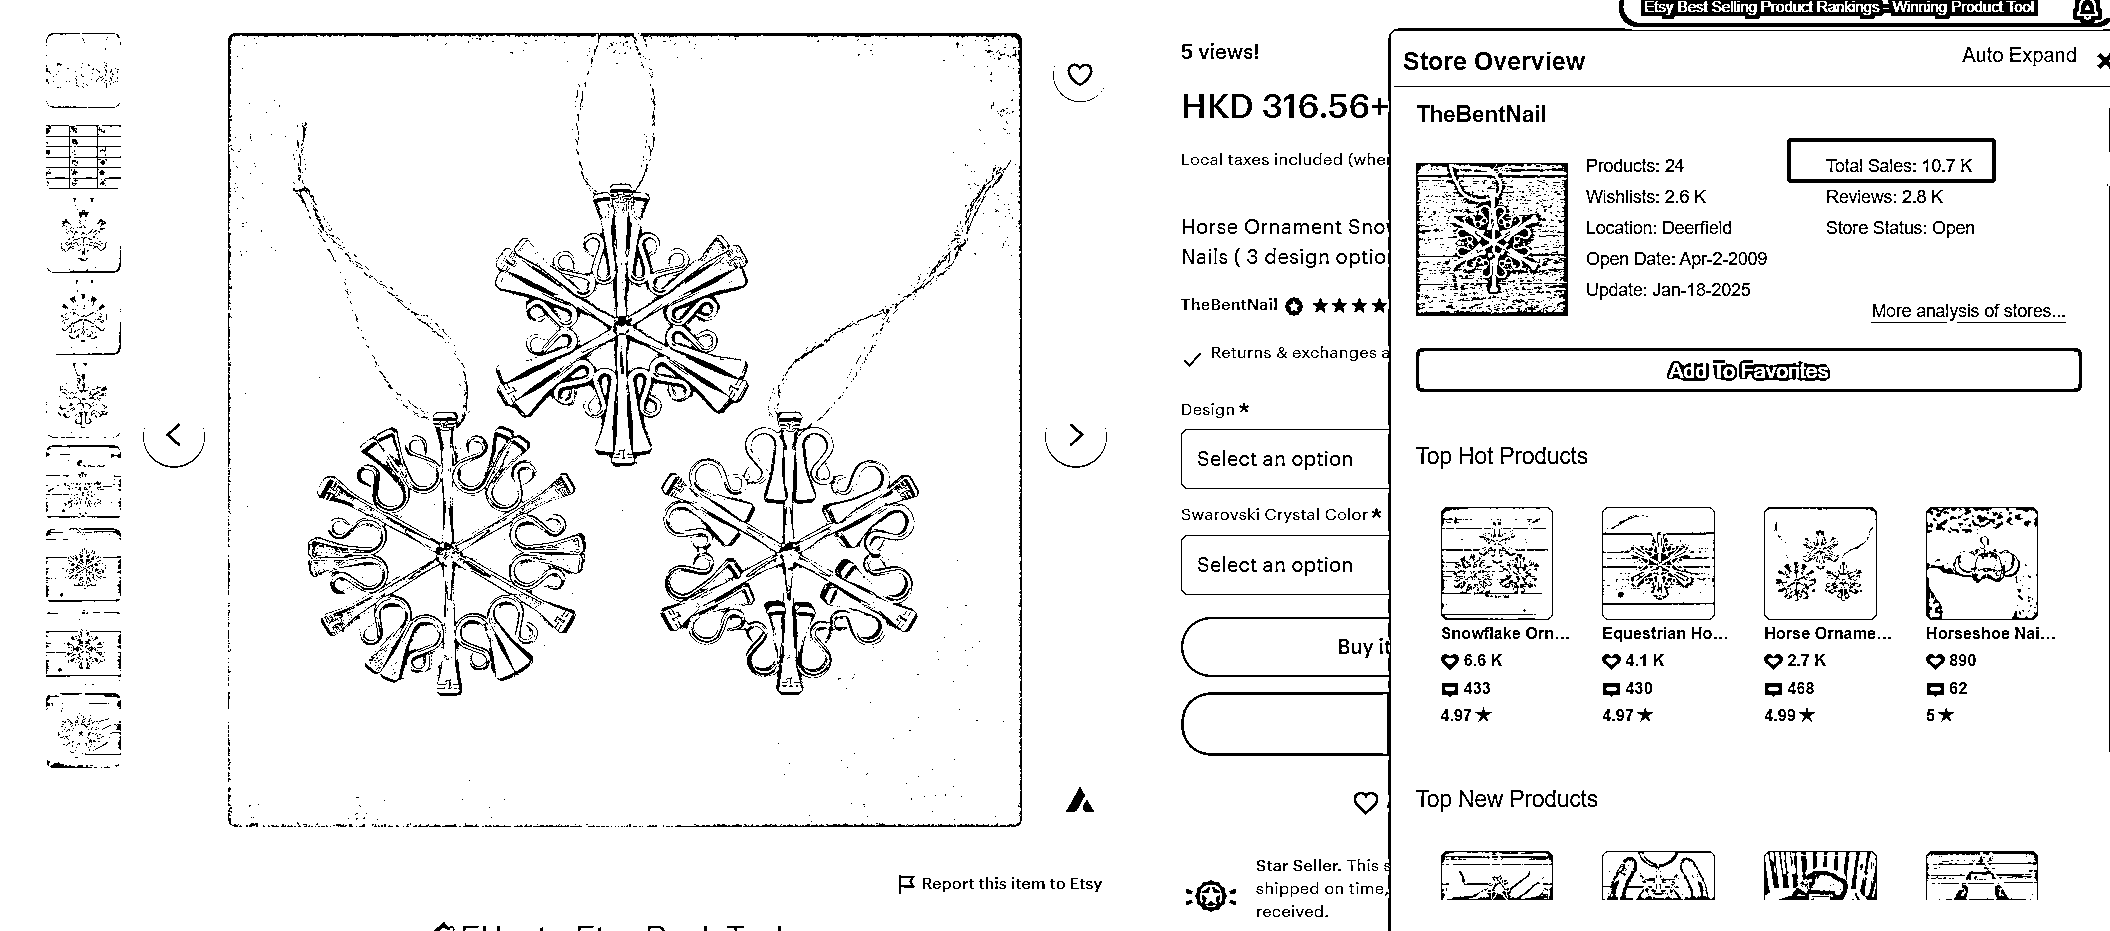 Etsy Best Selling Product Rankings - Winning Product Tool
5 views!
HKD 316.56+
Local taxes included (whe
Horse Ornament Sno
Nails ( 3 design optio
TheBentNail
Returns & exchanges a
Design *
Select an option
Swarovski Crystal Color *
Select an option
Buy it
Star Seller. This s
shipped on time,
received.
Report this item to Etsy
Store Overview
Auto Expand
TheBentNail
Products: 24
Total Sales: 10.7 K
Wishlists: 2.6 K
Reviews: 2.8 K
Location: Deerfield
Store Status: Open
Open Date: Apr-2-2009
Update: Jan-18-2025
More analysis of stores...
Add To Favorites
Top Hot Products
Snowflake Orn...
6.6 K
433
4.97 ★
Equestrian Ho...
4.1 K
430
4.97 ★
Horse Orname...
2.7 K
468
4.99 ★
Horseshoe Nai...
890
62
5 ★
Top New Products